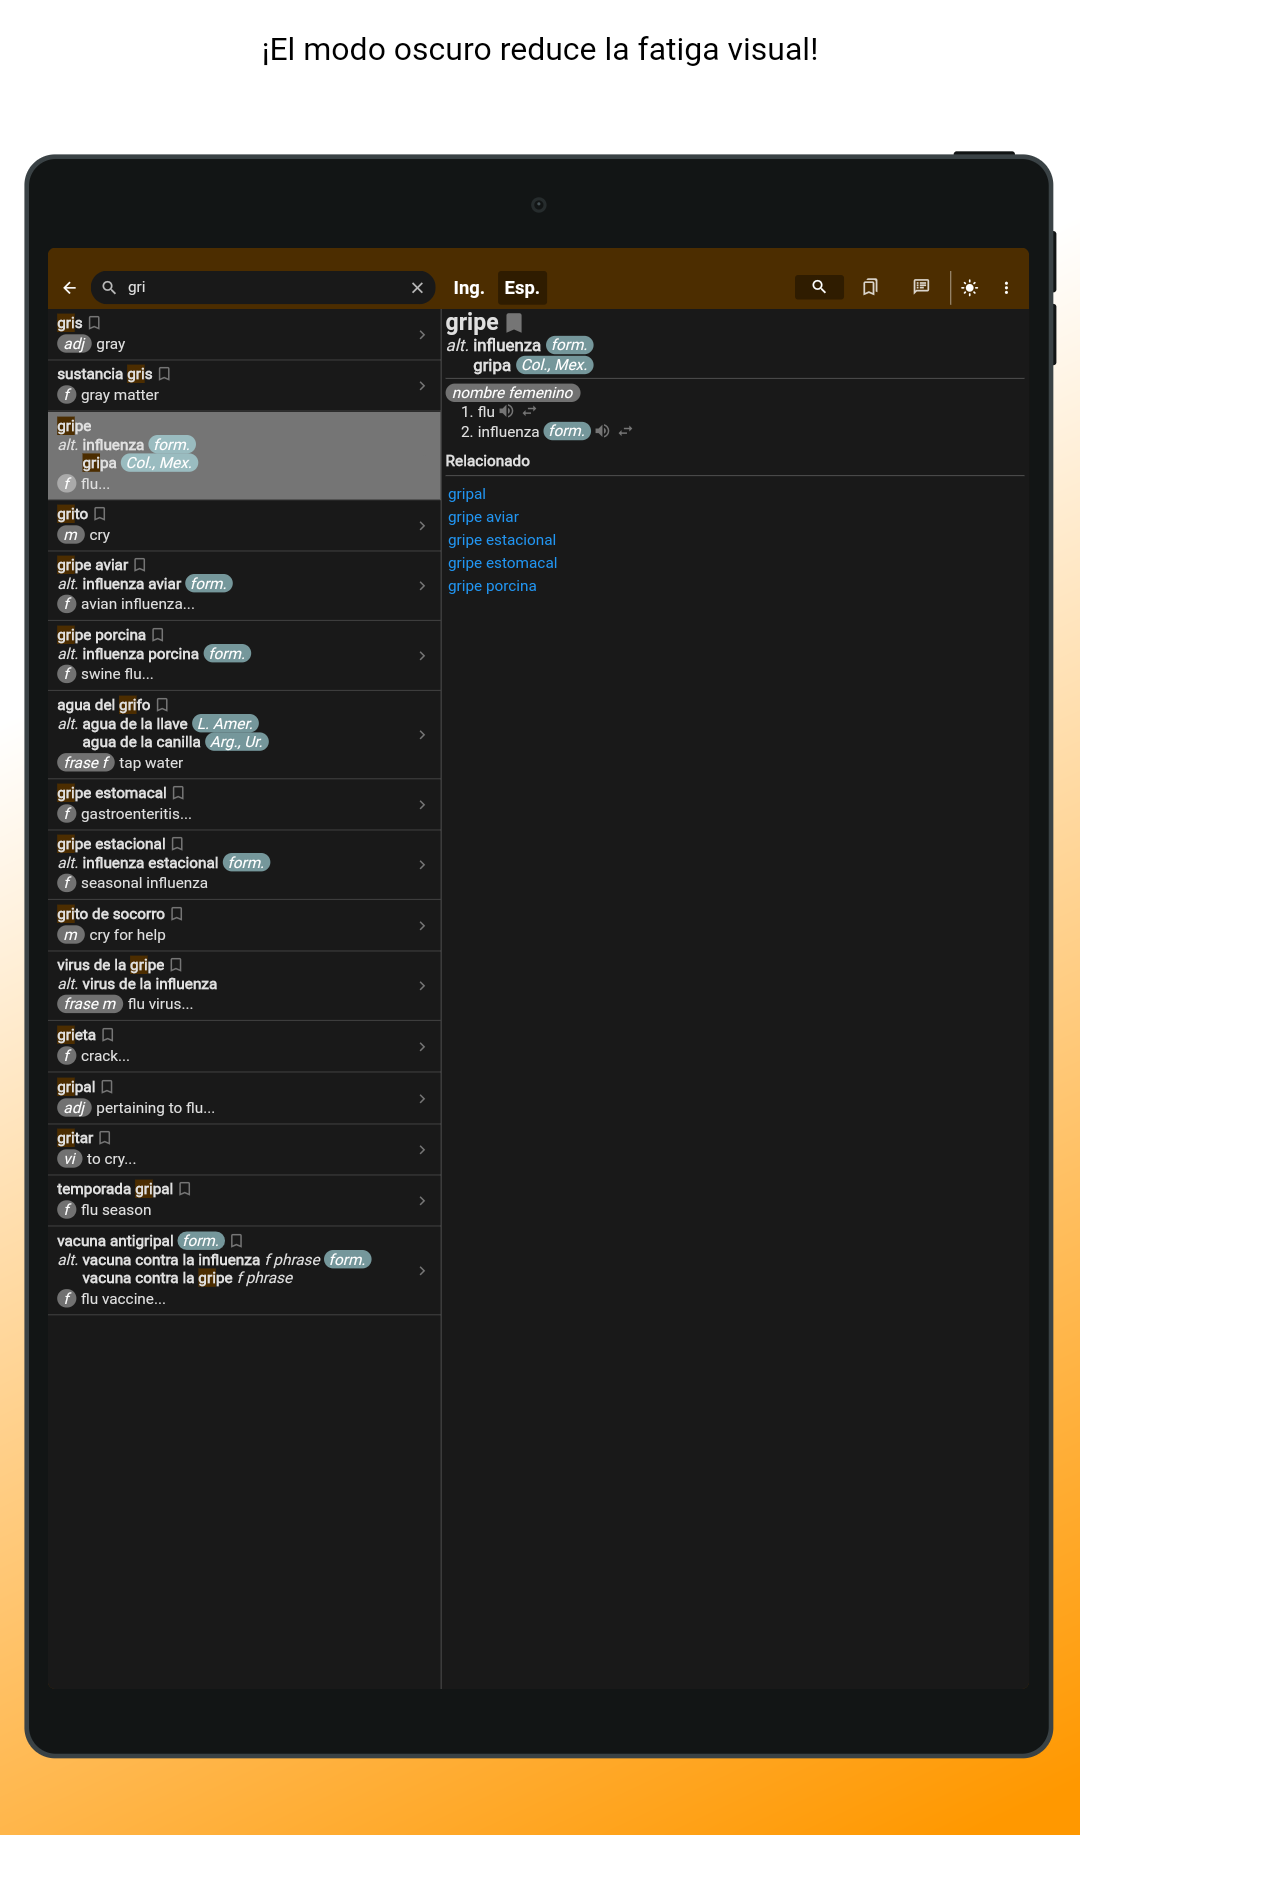 ¡El modo oscuro reduce la fatiga visual!
gri
Ing. Esp.
gris
adj gray
sustancia gris
f gray matter
gripe
alt. influenza form.
gripa Col., Mex.
f flu...
grito
m cry
gripe aviar
alt. influenza aviar form.
f avian influenza...
gripe porcina
alt. influenza porcina form.
f swine flu...
agua del grifo
alt. agua de la llave L. Amer.
agua de la canilla Arg., Ur.
frase f tap water
gripe estomacal
f gastroenteritis...
gripe estacional
alt. influenza estacional form.
f seasonal influenza
grito de socorro
m cry for help
virus de la gripe
alt. virus de la influenza
frase m flu virus...
grieta
f crack...
gripal
adj pertaining to flu...
gritar
vi to cry...
temporada gripal
f flu season
vacuna antigripal form.
alt. vacuna contra la influenza f phrase form.
vacuna contra la gripe f phrase
f flu vaccine...
gripe
alt. influenza form.
gripa Col., Mex.
nombre femenino
1. flu
2. influenza form.
Relacionado
gripal
gripe aviar
gripe estacional
gripe estomacal
gripe porcina